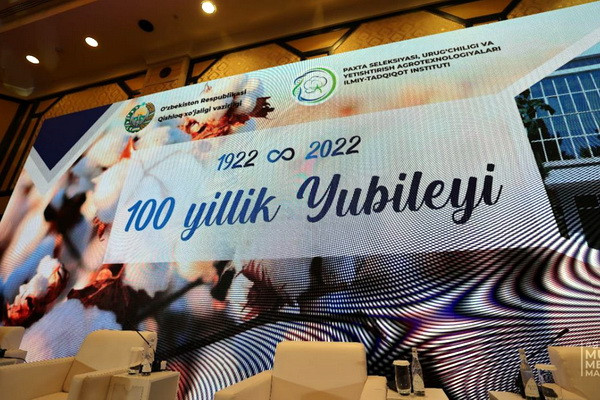 O'zbekiston Respublikasi
Qishloq xo'jaligi vazirligi
PAXTA SELEKSIYASI, URUG'CHILIGI VA
YETISHTIRISH AGROTEXNOLOGIYALARI
ILMIY-TADQIQOT INSTITUTI
1922 ∞ 2022
100 yillik Yubileyi